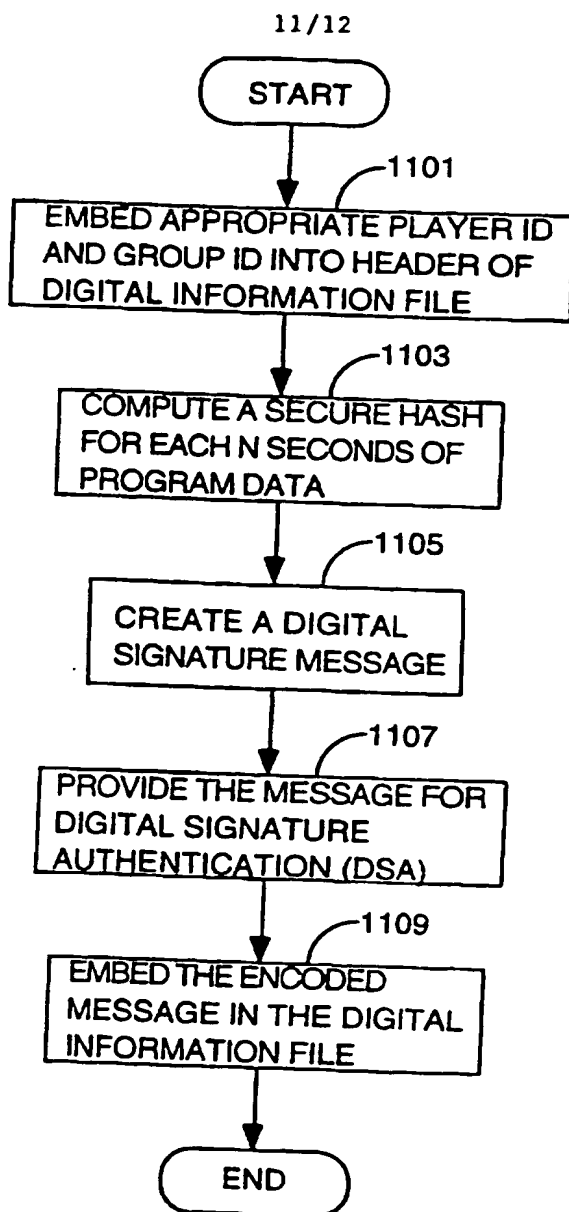 11/12
START
1101
EMBED APPROPRIATE PLAYER ID
AND GROUP ID INTO HEADER OF
DIGITAL INFORMATION FILE
1103
COMPUTE A SECURE HASH
FOR EACH N SECONDS OF
PROGRAM DATA
1105
CREATE A DIGITAL
SIGNATURE MESSAGE
1107
PROVIDE THE MESSAGE FOR
DIGITAL SIGNATURE
AUTHENTICATION (DSA)
1109
EMBED THE ENCODED
MESSAGE IN THE DIGITAL
INFORMATION FILE
END